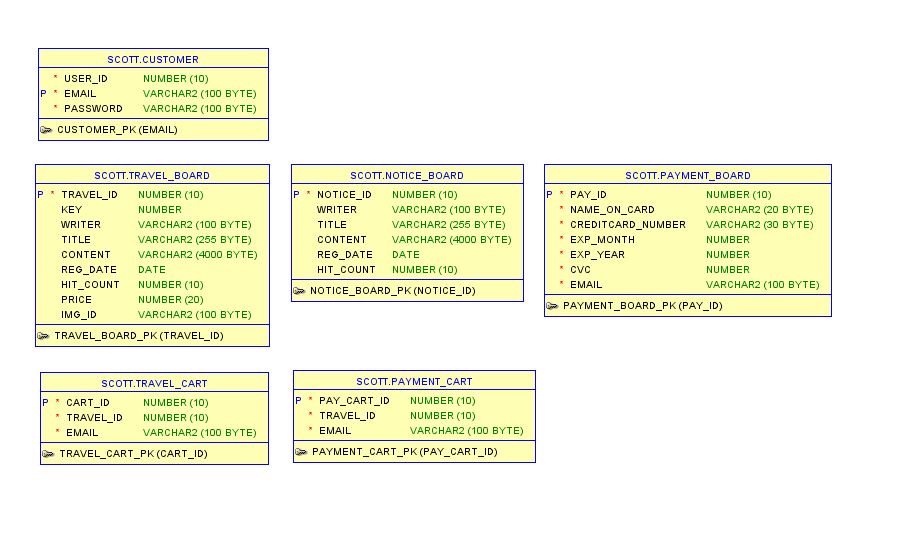 SCOTT.CUSTOMER
* USER_ID NUMBER (10)
P * EMAIL VARCHAR2 (100 BYTE)
* PASSWORD VARCHAR2 (100 BYTE)
CUSTOMER_PK (EMAIL)
SCOTT.TRAVEL_BOARD
P * TRAVEL_ID NUMBER (10)
KEY NUMBER
WRITER VARCHAR2 (100 BYTE)
TITLE VARCHAR2 (255 BYTE)
CONTENT VARCHAR2 (4000 BYTE)
REG_DATE DATE
HIT_COUNT NUMBER (10)
PRICE NUMBER (20)
IMG_ID VARCHAR2 (100 BYTE)
TRAVEL_BOARD_PK (TRAVEL_ID)
SCOTT.NOTICE_BOARD
P * NOTICE_ID NUMBER (10)
WRITER VARCHAR2 (100 BYTE)
TITLE VARCHAR2 (255 BYTE)
CONTENT VARCHAR2 (4000 BYTE)
REG_DATE DATE
HIT_COUNT NUMBER (10)
NOTICE_BOARD_PK (NOTICE_ID)
SCOTT.PAYMENT_BOARD
P * PAY_ID NUMBER (10)
* NAME_ON_CARD VARCHAR2 (20 BYTE)
* CREDITCARD_NUMBER VARCHAR2 (30 BYTE)
* EXP_MONTH NUMBER
* EXP_YEAR NUMBER
* CVC NUMBER
* EMAIL VARCHAR2 (100 BYTE)
PAYMENT_BOARD_PK (PAY_ID)
SCOTT.TRAVEL_CART
P * CART_ID NUMBER (10)
* TRAVEL_ID NUMBER (10)
* EMAIL VARCHAR2 (100 BYTE)
TRAVEL_CART_PK (CART_ID)
SCOTT.PAYMENT_CART
P * PAY_CART_ID NUMBER (10)
* TRAVEL_ID NUMBER (10)
* EMAIL VARCHAR2 (100 BYTE)
PAYMENT_CART_PK (PAY_CART_ID)